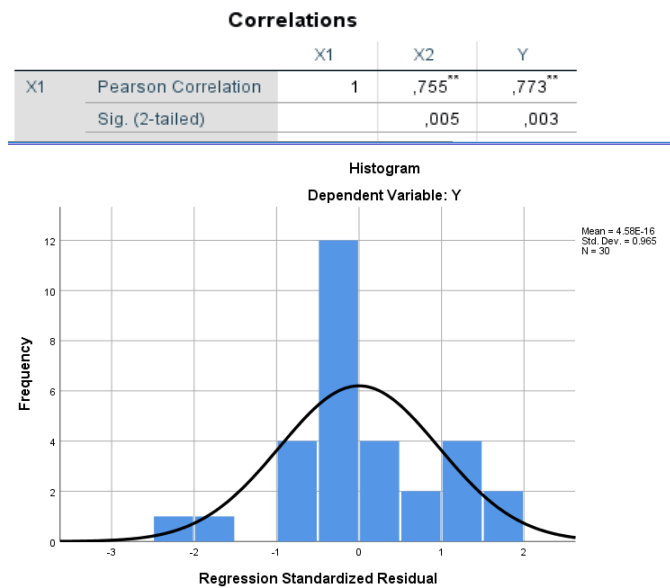 Correlations
X1 X2 Y
X1 Pearson Correlation 1 ,755** ,773**
Sig. (2-tailed) ,005 ,003
Histogram
Dependent Variable: Y
Mean = 4.58E-16
Std. Dev. = 0.965
N = 30
12
10
8
6
4
2
0
Frequency
-3 -2 -1 0 1 2
Regression Standardized Residual